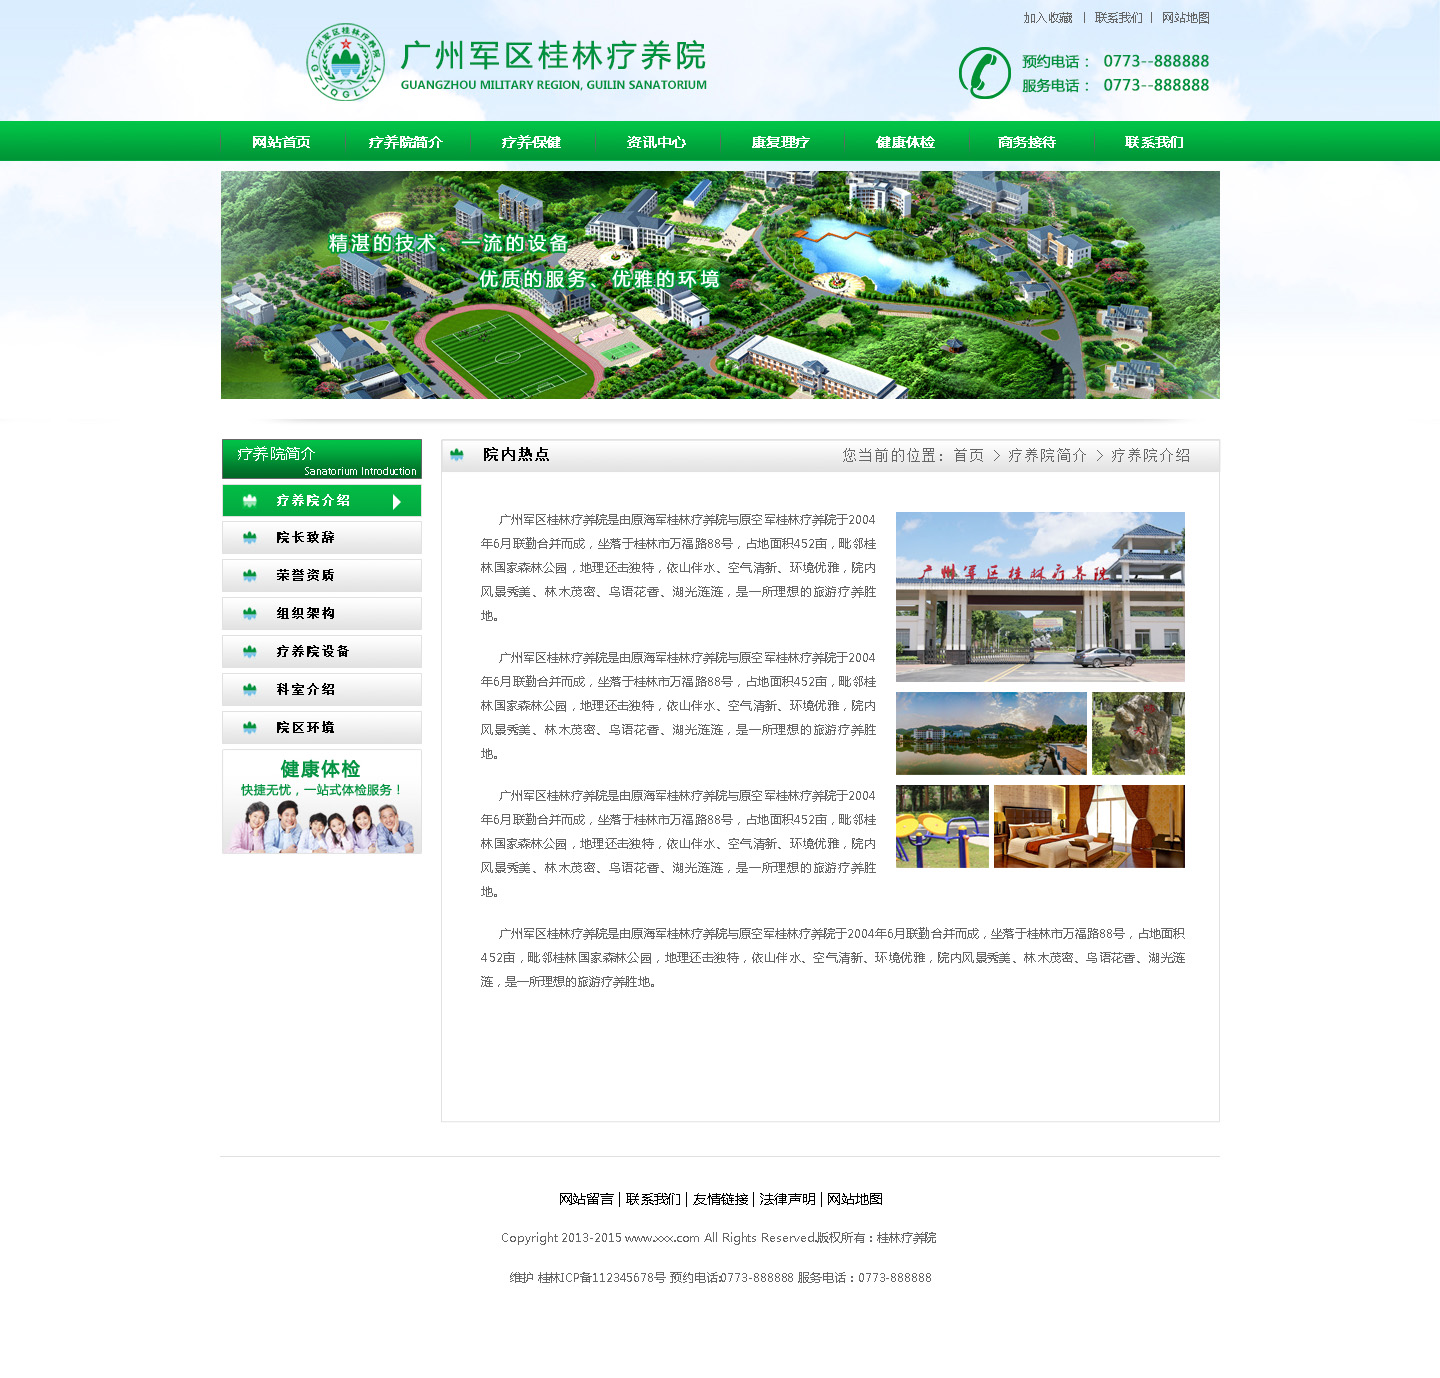 加入收藏 | 联系我们 | 网站地图
广州军区桂林疗养院
GUANGZHOU MILITARY REGION, GUILIN SANATORIUM
预约电话： 0773--888888
服务电话： 0773--888888
网站首页 疗养院简介 疗养保健 资讯中心 康复理疗 健康体检 商务接待 联系我们
精湛的技术、一流的设备
优质的服务、优雅的环境
疗养院简介
Sanatorium Introduction
疗养院介绍
院长致辞
荣誉资质
组织架构
疗养院设备
科室介绍
院区环境
健康体检
快捷无忧，一站式体检服务！
院内热点
您当前的位置：首页 > 疗养院简介 > 疗养院介绍
广州军区桂林疗养院是由原海军桂林疗养院与原空军桂林疗养院于2004
年6月联勤合并而成，坐落于桂林市万福路88号，占地面积452亩，毗邻桂
林国家森林公园，地理还击独特，依山伴水、空气清新、环境优雅，院内
风景秀美、林木茂密、鸟语花香、湖光涟涟，是一所理想的旅游疗养胜
地。
广州军区桂林疗养院是由原海军桂林疗养院与原空军桂林疗养院于2004
年6月联勤合并而成，坐落于桂林市万福路88号，占地面积452亩，毗邻桂
林国家森林公园，地理还击独特，依山伴水、空气清新、环境优雅，院内
风景秀美、林木茂密、鸟语花香、湖光涟涟，是一所理想的旅游疗养胜
地。
广州军区桂林疗养院是由原海军桂林疗养院与原空军桂林疗养院于2004
年6月联勤合并而成，坐落于桂林市万福路88号，占地面积452亩，毗邻桂
林国家森林公园，地理还击独特，依山伴水、空气清新、环境优雅，院内
风景秀美、林木茂密、鸟语花香、湖光涟涟，是一所理想的旅游疗养胜
地。
广州军区桂林疗养院是由原海军桂林疗养院与原空军桂林疗养院于2004年6月联勤合并而成，坐落于桂林市万福路88号，占地面积
452亩，毗邻桂林国家森林公园，地理还击独特，依山伴水、空气清新、环境优雅，院内风景秀美、林木茂密、鸟语花香、湖光涟
涟，是一所理想的旅游疗养胜地。
广州军区桂林疗养院
网站留言 | 联系我们 | 友情链接 | 法律声明 | 网站地图
Copyright 2013-2015 www.xxx.com All Rights Reserved.版权所有：桂林疗养院
维护 桂林ICP备112345678号 预约电话:0773-888888 服务电话：0773-888888